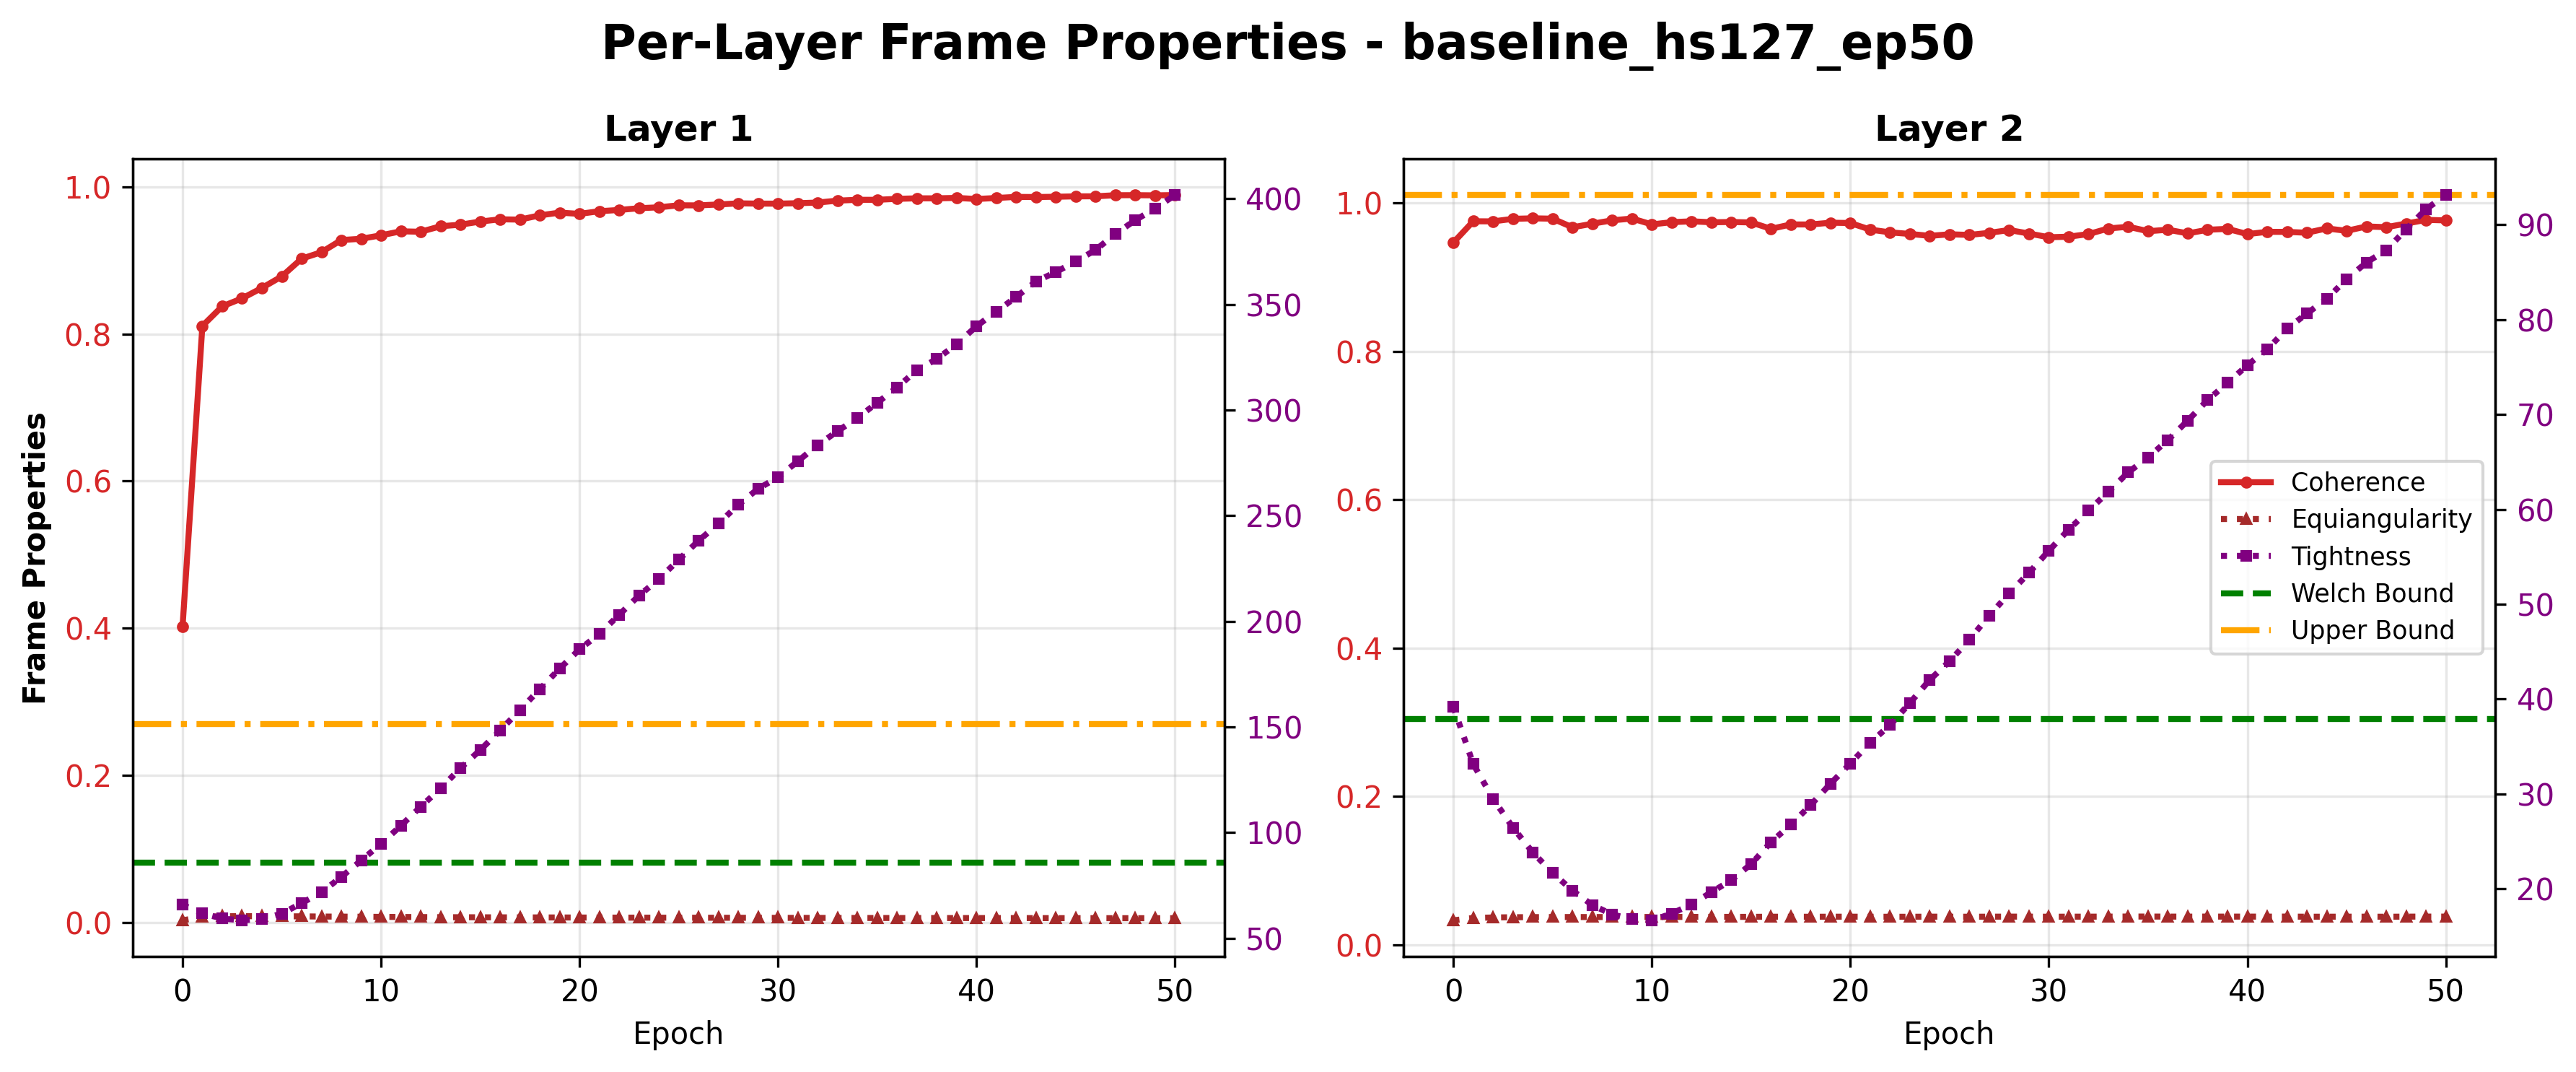 Per-Layer Frame Properties - baseline_hs127_ep50
Layer 1
Frame Properties
1.0
0.8
0.6
0.4
0.2
0.0
400
350
300
250
200
150
100
50
0 10 20 30 40 50
Epoch
Layer 2
1.0
0.8
0.6
0.4
0.2
0.0
90
80
70
60
50
40
30
20
Coherence
Equiangularity
Tightness
Welch Bound
Upper Bound
0 10 20 30 40 50
Epoch